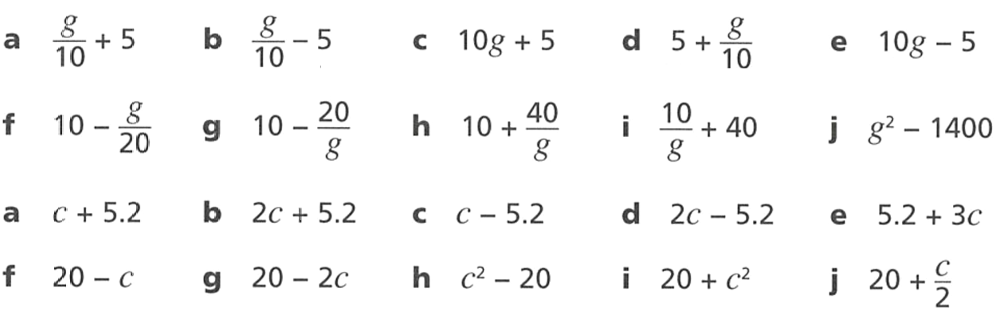 a g/10 + 5 b g/10 – 5 c 10g + 5 d 5 + g/10 e 10g – 5
f 10 – g/20 g 10 – 20/g h 10 + 40/g i 10/g + 40 j g² – 1400
a c + 5.2 b 2c + 5.2 c c – 5.2 d 2c – 5.2 e 5.2 + 3c
f 20 – c g 20 – 2c h c² – 20 i 20 + c² j 20 + c/2